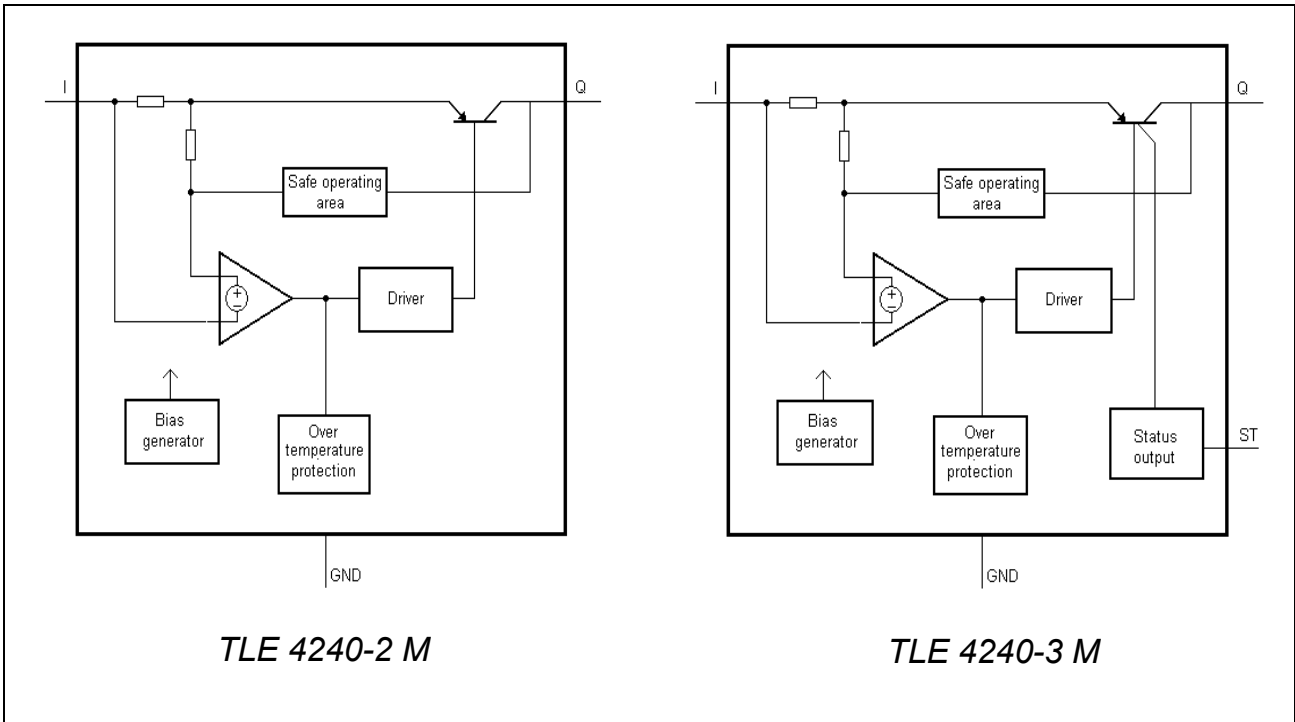 I
Q
Safe operating
area
+
−
Driver
Bias
generator
Over
temperature
protection
GND
TLE 4240-2 M
I
Q
Safe operating
area
+
−
Driver
Bias
generator
Over
temperature
protection
Status
output
ST
GND
TLE 4240-3 M